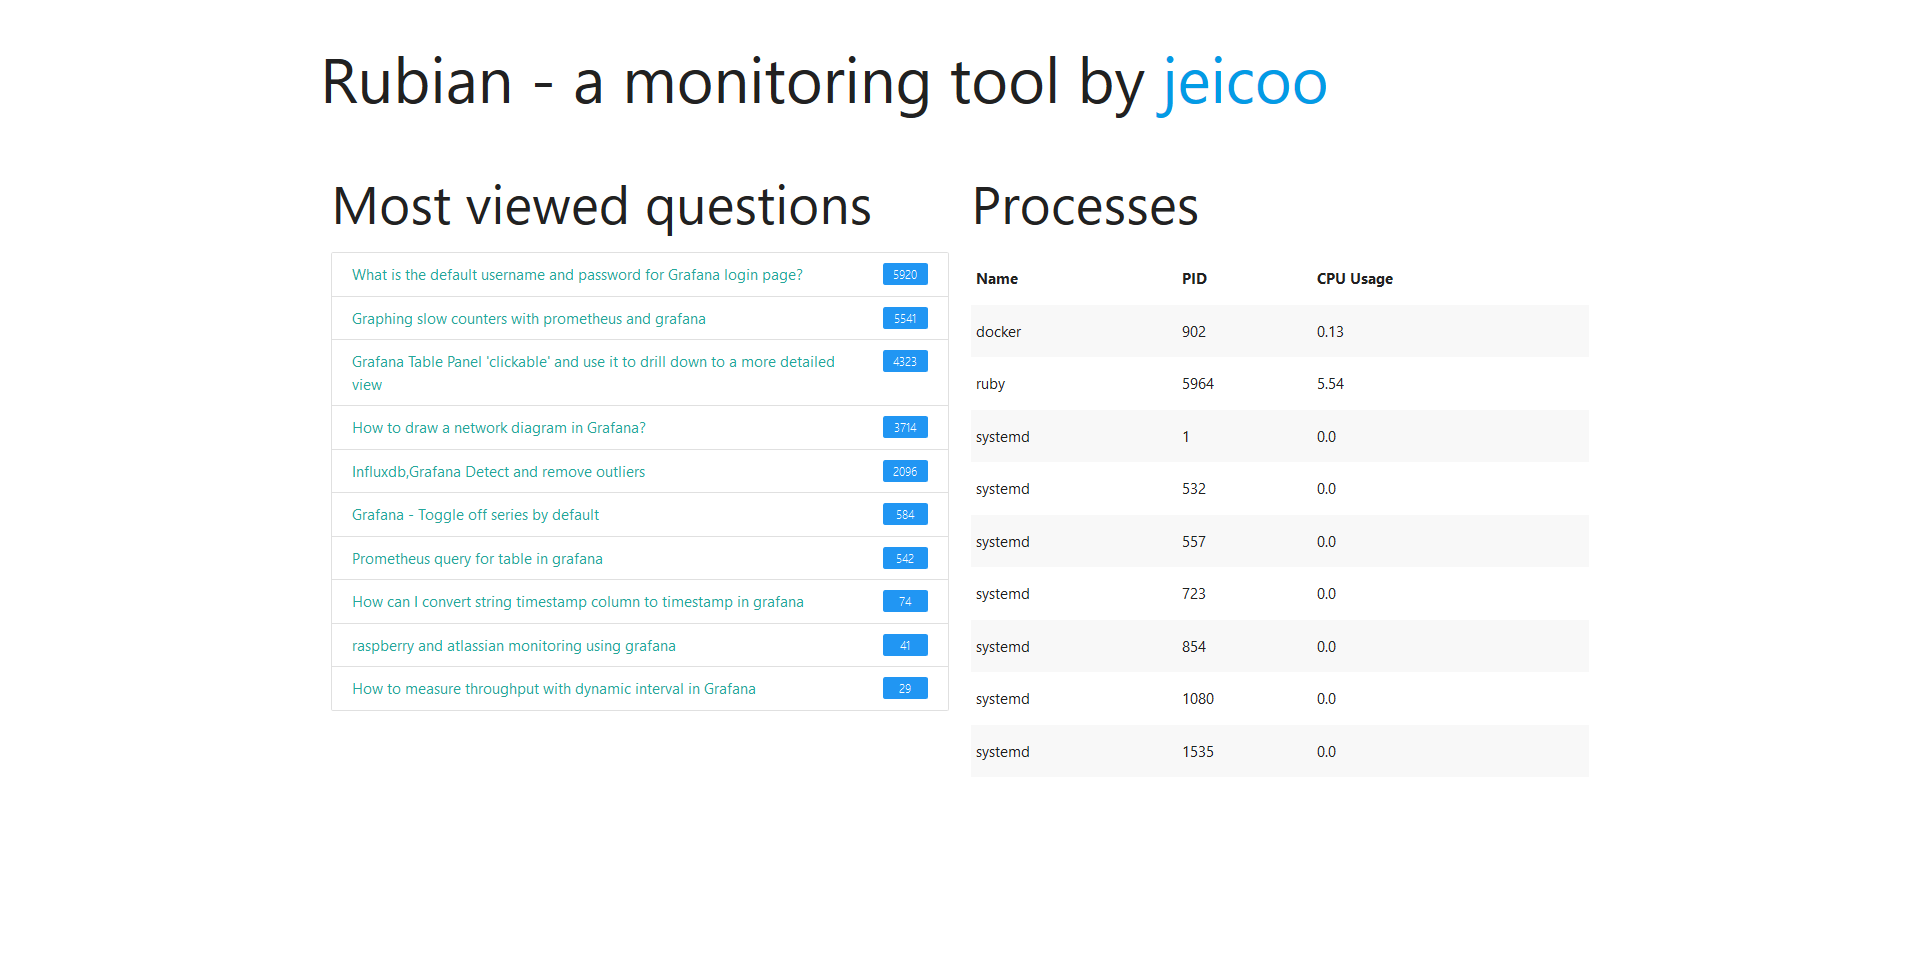 Rubian - a monitoring tool by jeicoo
Most viewed questions
What is the default username and password for Grafana login page? 5920
Graphing slow counters with prometheus and grafana 5541
Grafana Table Panel 'clickable' and use it to drill down to a more detailed 4323
view
How to draw a network diagram in Grafana? 3714
Influxdb,Grafana Detect and remove outliers 2096
Grafana - Toggle off series by default 584
Prometheus query for table in grafana 542
How can I convert string timestamp column to timestamp in grafana 74
raspberry and atlassian monitoring using grafana 41
How to measure throughput with dynamic interval in Grafana 29
Processes
Name PID CPU Usage
docker 902 0.13
ruby 5964 5.54
systemd 1 0.0
systemd 532 0.0
systemd 557 0.0
systemd 723 0.0
systemd 854 0.0
systemd 1080 0.0
systemd 1535 0.0